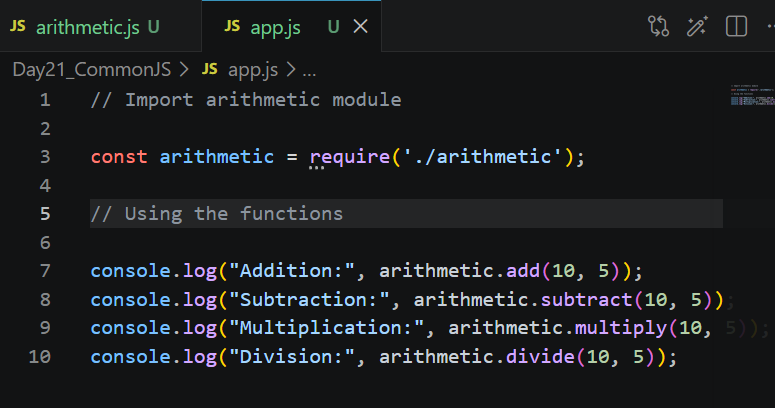 JS arithmetic.js U JS app.js U
Day21_CommonJS > JS app.js > ...
1 // Import arithmetic module
2
3 const arithmetic = require('./arithmetic');
4
5 // Using the functions
6
7 console.log("Addition:", arithmetic.add(10, 5));
8 console.log("Subtraction:", arithmetic.subtract(10, 5));
9 console.log("Multiplication:", arithmetic.multiply(10, 5));
10 console.log("Division:", arithmetic.divide(10, 5));